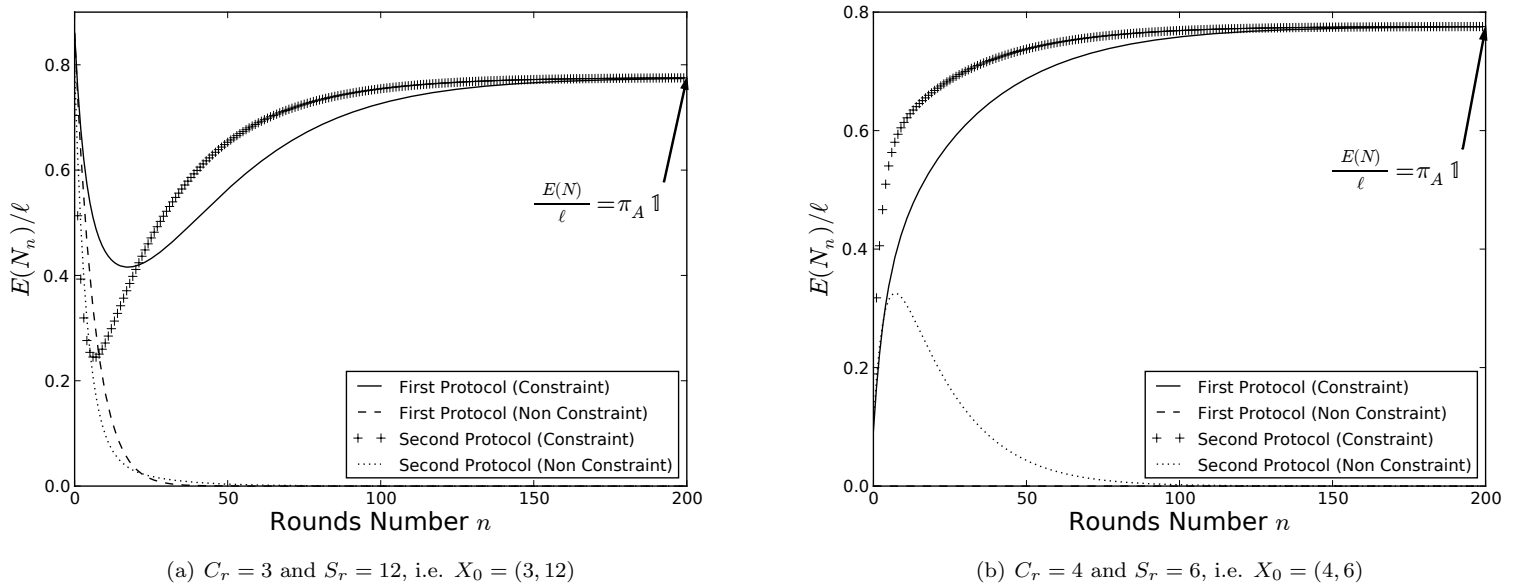 E(N_n)/ℓ
0.8
0.6
0.4
0.2
0.0
0 50 100 150 200
Rounds Number n
E(N)/ℓ = π_A 𝟙
First Protocol (Constraint)
First Protocol (Non Constraint)
Second Protocol (Constraint)
Second Protocol (Non Constraint)
(a) C_r = 3 and S_r = 12, i.e. X_0 = (3, 12)
E(N_n)/ℓ
0.8
0.6
0.4
0.2
0.0
0 50 100 150 200
Rounds Number n
E(N)/ℓ = π_A 𝟙
First Protocol (Constraint)
First Protocol (Non Constraint)
Second Protocol (Constraint)
Second Protocol (Non Constraint)
(b) C_r = 4 and S_r = 6, i.e. X_0 = (4, 6)